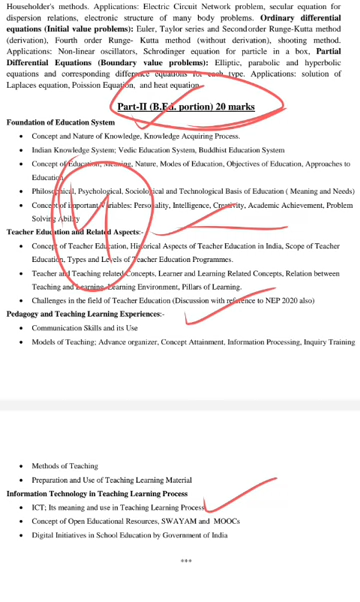 Householder's methods. Applications: Electric Circuit Network problem, secular equation for
dispersion relations, electronic structure of many body problems. Ordinary differential
equations (Initial value problems): Euler, Taylor series and Second order Runge-Kutta method
(derivation), Fourth order Runge- Kutta method (without derivation), shooting method.
Applications: Non-linear oscillators, Schrodinger equation for particle in a box, Partial
Differential Equations (Boundary value problems): Elliptic, parabolic and hyperbolic
equations and corresponding difference equations for each type. Applications: solution of
Laplaces equation, Poission Equation, and heat equation.
Part-II (B.Ed. portion) 20 marks
Foundation of Education System
• Concept and Nature of Knowledge, Knowledge Acquiring Process.
• Indian Knowledge System; Vedic Education System, Buddhist Education System
• Concept of Education, Meaning, Nature, Modes of Education, Objectives of Education, Approaches to
Education
• Philosophical, Psychological, Sociological and Technological Basis of Education ( Meaning and Needs)
• Concept of important Variables: Personality, Intelligence, Creativity, Academic Achievement, Problem
Solving Ability
Teacher Education and Related Aspects:-
• Concept of Teacher Education, Historical Aspects of Teacher Education in India, Scope of Teacher
Education, Types and Levels of Teacher Education Programmes.
• Teacher and Teaching related Concepts, Learner and Learning Related Concepts, Relation between
Teaching and Learning, Learning Environment, Pillars of Learning.
• Challenges in the field of Teacher Education (Discussion with reference to NEP 2020 also)
Pedagogy and Teaching Learning Experiences:-
• Communication Skills and its Use
• Models of Teaching; Advance organizer, Concept Attainment, Information Processing, Inquiry Training
• Methods of Teaching
• Preparation and Use of Teaching Learning Material
Information Technology in Teaching Learning Process
• ICT; Its meaning and use in Teaching Learning Process
• Concept of Open Educational Resources, SWAYAM and MOOCs
• Digital Initiatives in School Education by Government of India
***